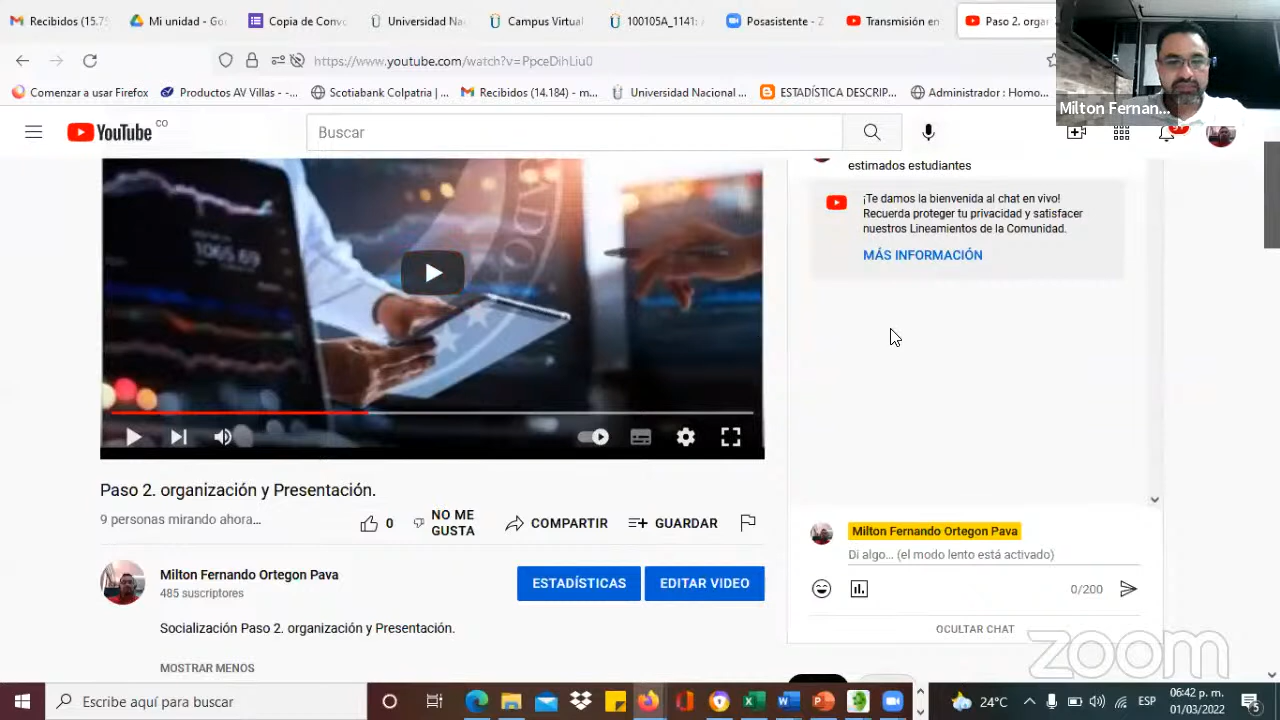 Recibidos (15.7
Mi unidad - Go
Copia de Convo
Universidad Na
Campus Virtual
100105A_1141:
Posasistente - Z
Transmisión en
Paso 2. organ
https://www.youtube.com/watch?v=PpceDihLiu0
Comenzar a usar Firefox
Productos AV Villas - -...
Scotiabank Colpatria | ...
Recibidos (14.184) - m...
Universidad Nacional ...
ESTADÍSTICA DESCRIP...
Administrador : Homo...
Milton Fernan...
YouTube CO
Buscar
estimados estudiantes
¡Te damos la bienvenida al chat en vivo!
Recuerda proteger tu privacidad y satisfacer
nuestros Lineamientos de la Comunidad.
MÁS INFORMACIÓN
1065.69
Paso 2. organización y Presentación.
9 personas mirando ahora...
0
NO ME
GUSTA
COMPARTIR
GUARDAR
Milton Fernando Ortegon Pava
485 suscriptores
ESTADÍSTICAS
EDITAR VIDEO
Socialización Paso 2. organización y Presentación.
MOSTRAR MENOS
Milton Fernando Ortegon Pava
Di algo... (el modo lento está activado)
0/200
OCULTAR CHAT
zoom
Escribe aquí para buscar
24°C
ESP
06:42 p. m.
01/03/2022
5